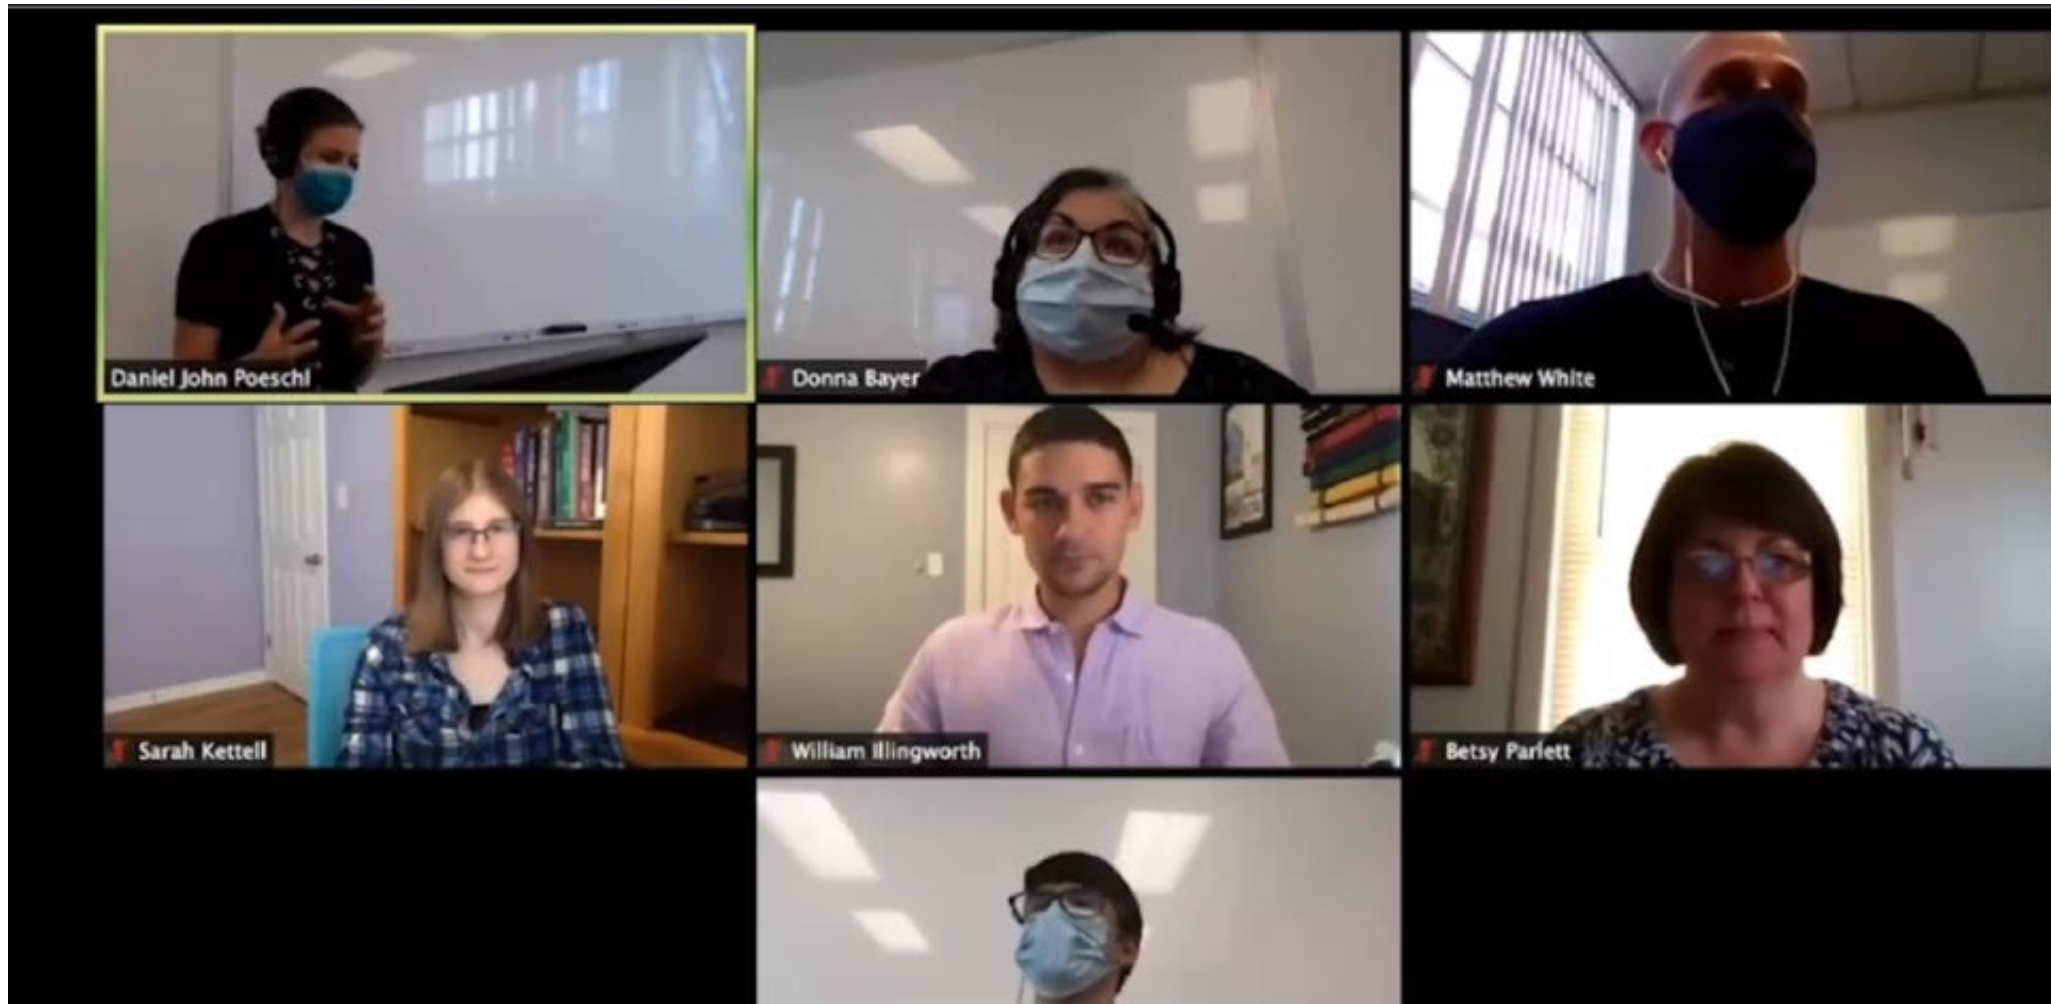 Daniel John Poeschl
Donna Bayer
Matthew White
Sarah Kettell
William Illingworth
Betsy Parlett